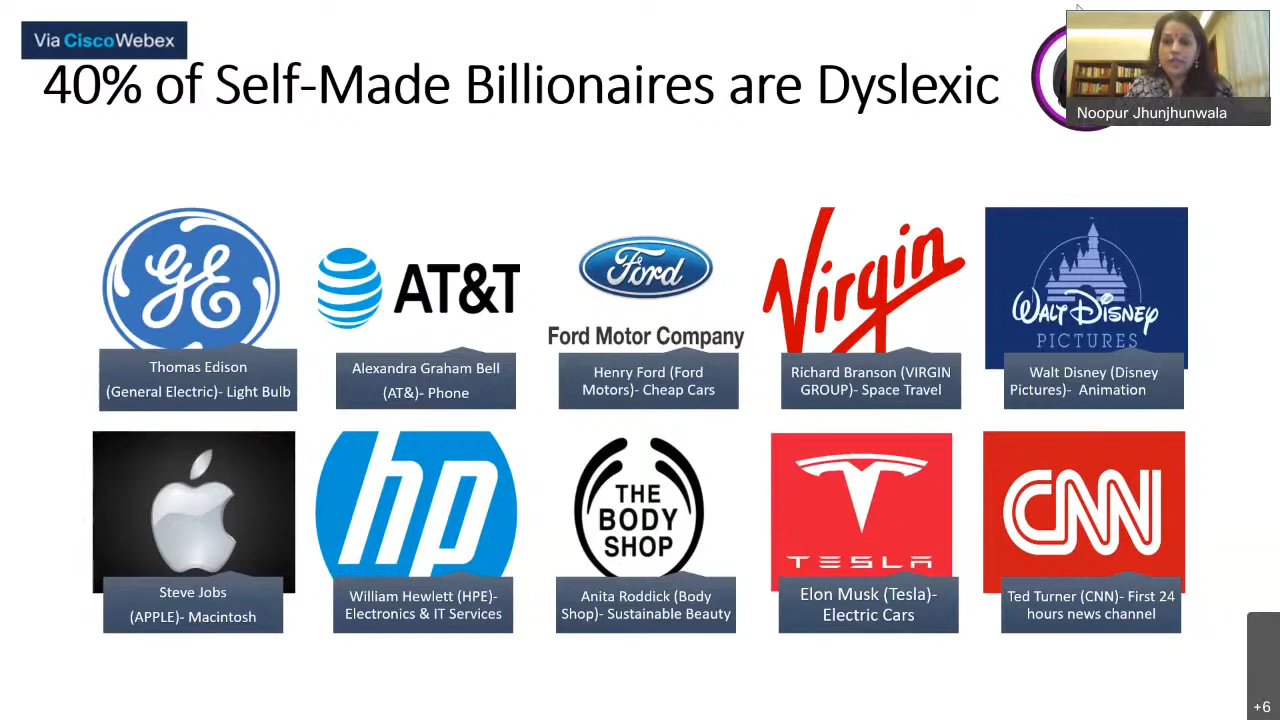 Via CiscoWebex
40% of Self-Made Billionaires are Dyslexic
Noopur Jhunjhunwala
GE
AT&T
Ford
Ford Motor Company
Virgin
WALT DISNEY
PICTURES
Thomas Edison
(General Electric)- Light Bulb
Alexandra Graham Bell
(AT&)- Phone
Henry Ford (Ford
Motors)- Cheap Cars
Richard Branson (VIRGIN
GROUP)- Space Travel
Walt Disney (Disney
Pictures)- Animation
hp
THE
BODY
SHOP
TESLA
CNN
Steve Jobs
(APPLE)- Macintosh
William Hewlett (HPE)-
Electronics & IT Services
Anita Roddick (Body
Shop)- Sustainable Beauty
Elon Musk (Tesla)-
Electric Cars
Ted Turner (CNN)- First 24
hours news channel
+6